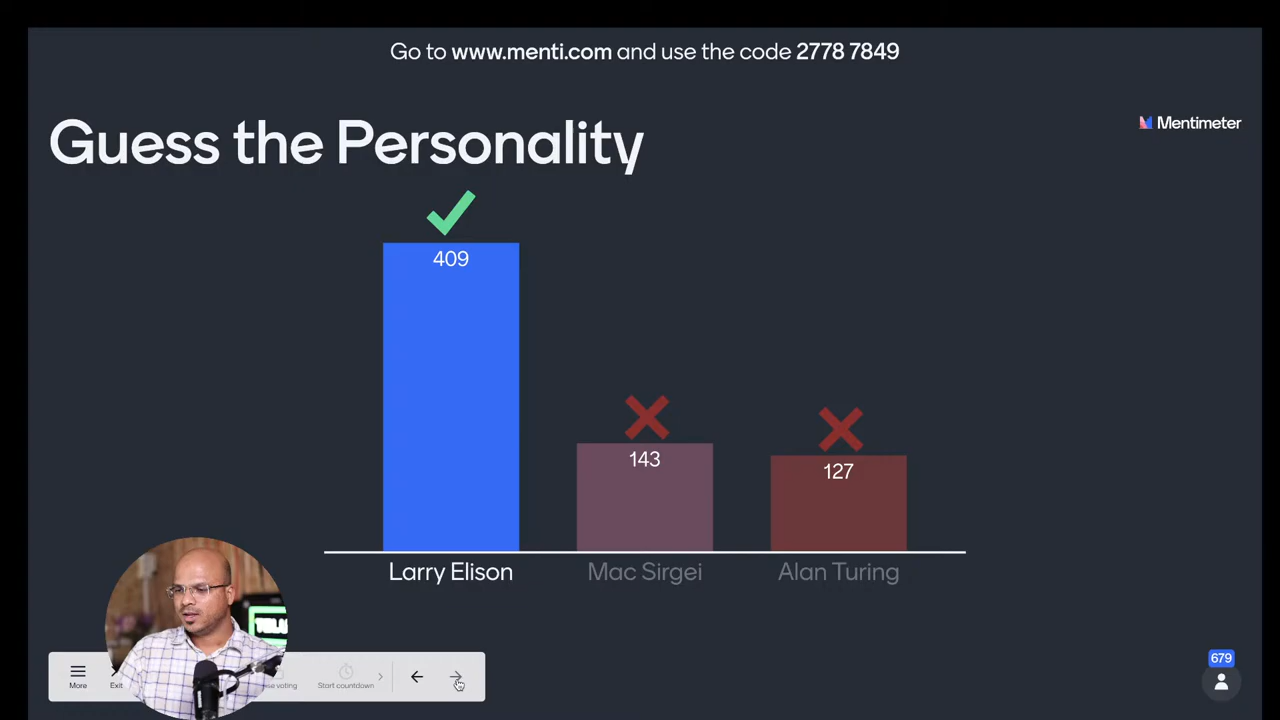 Go to www.menti.com and use the code 2778 7849
Mentimeter
Guess the Personality
409
143
127
Larry Elison
Mac Sirgei
Alan Turing
More
Exit
voting
Start countdown
679